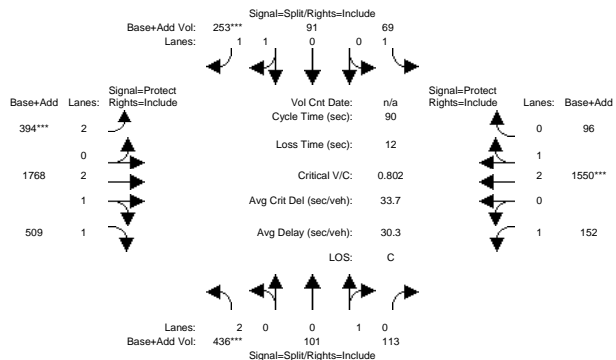 Signal=Split/Rights=Include
Base+Add Vol: 253*** 91 69
Lanes: 1 1 0 0 1
Signal=Protect Signal=Protect
Base+Add Lanes: Rights=Include Vol Cnt Date: n/a Rights=Include Lanes: Base+Add
Cycle Time (sec): 90
394*** 2 0 96
Loss Time (sec): 12
0 1
1768 2 Critical V/C: 0.802 2 1550***
1 Avg Crit Del (sec/veh): 33.7 0
509 1 Avg Delay (sec/veh): 30.3 1 152
LOS: C
Lanes: 2 0 0 1 0
Base+Add Vol: 436*** 101 113
Signal=Split/Rights=Include